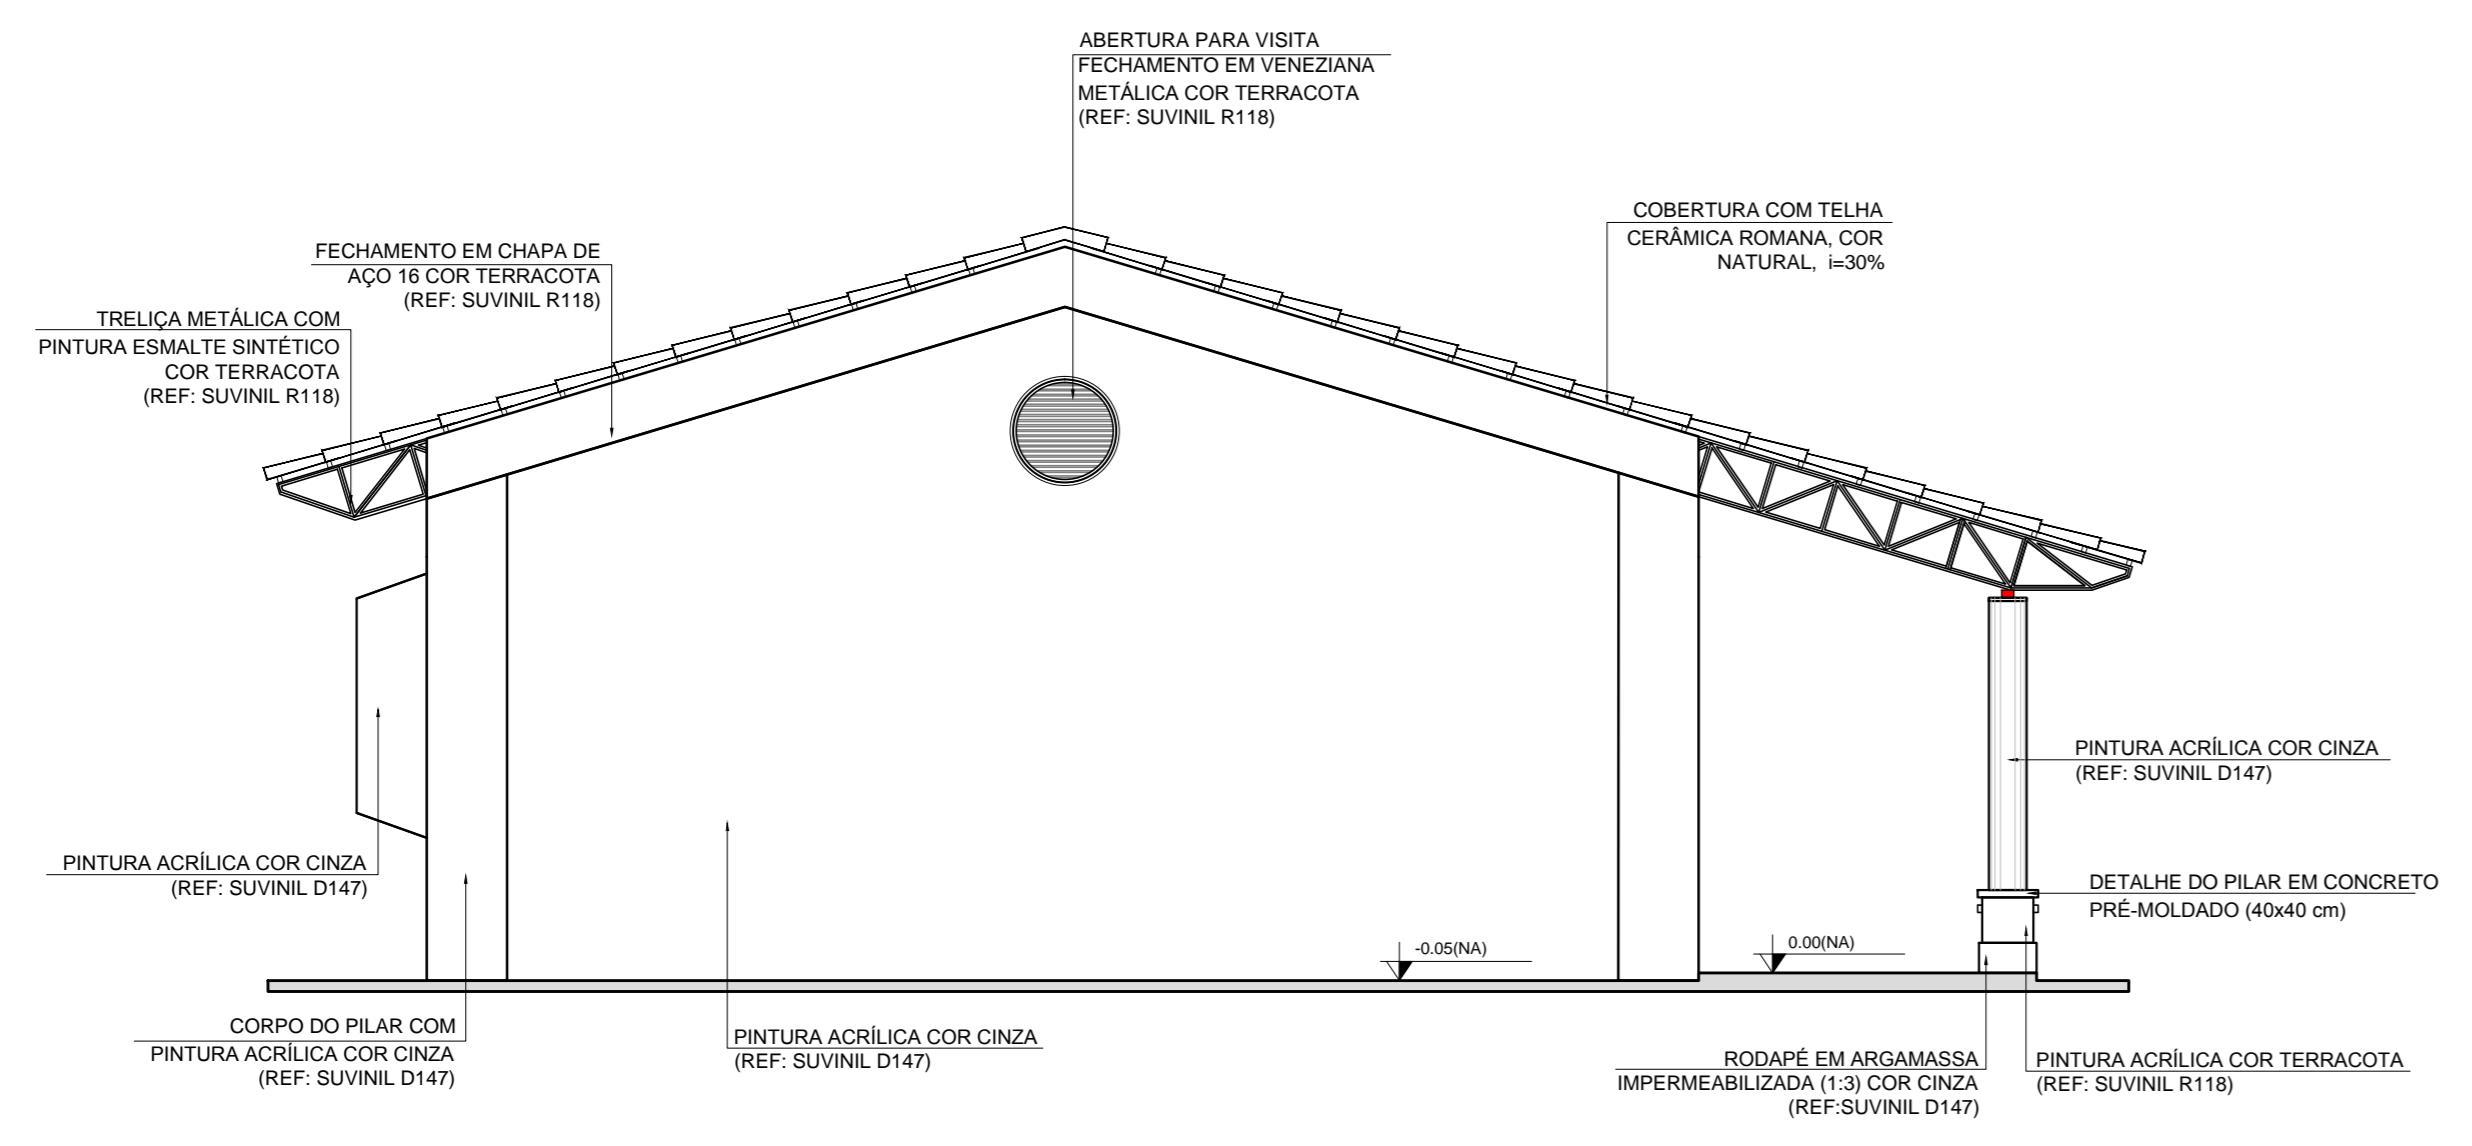 ABERTURA PARA VISITA
FECHAMENTO EM VENEZIANA
METÁLICA COR TERRACOTA
(REF: SUVINIL R118)
COBERTURA COM TELHA
CERÂMICA ROMANA, COR
NATURAL, i=30%
FECHAMENTO EM CHAPA DE
AÇO 16 COR TERRACOTA
(REF: SUVINIL R118)
TRELIÇA METÁLICA COM
PINTURA ESMALTE SINTÉTICO
COR TERRACOTA
(REF: SUVINIL R118)
PINTURA ACRÍLICA COR CINZA
(REF: SUVINIL D147)
PINTURA ACRÍLICA COR CINZA
(REF: SUVINIL D147)
DETALHE DO PILAR EM CONCRETO
PRÉ-MOLDADO (40x40 cm)
-0.05(NA)
0.00(NA)
CORPO DO PILAR COM
PINTURA ACRÍLICA COR CINZA
(REF: SUVINIL D147)
PINTURA ACRÍLICA COR CINZA
(REF: SUVINIL D147)
RODAPÉ EM ARGAMASSA
IMPERMEABILIZADA (1:3) COR CINZA
(REF:SUVINIL D147)
PINTURA ACRÍLICA COR TERRACOTA
(REF: SUVINIL R118)